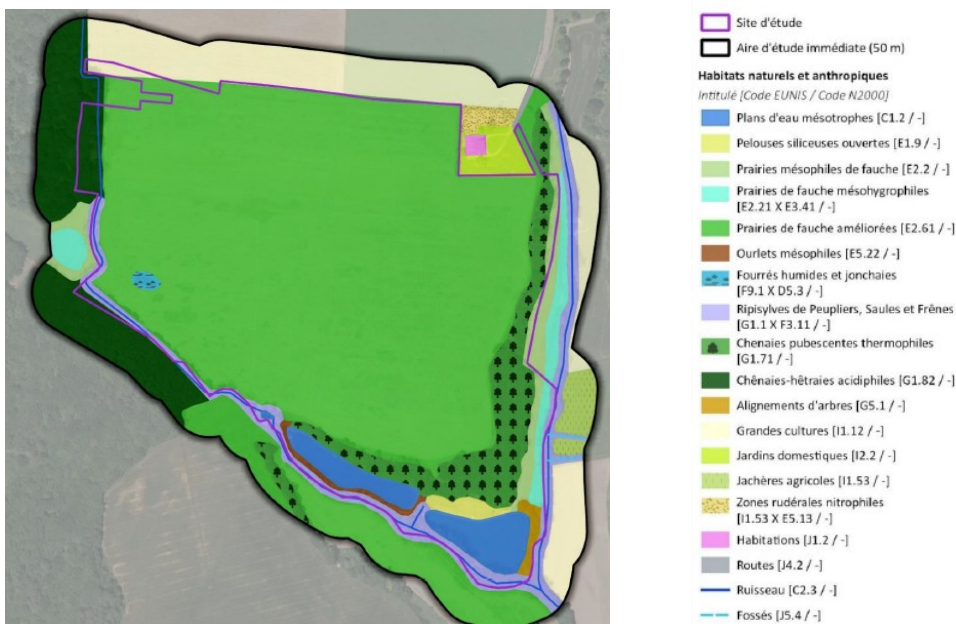 Site d'étude
Aire d'étude immédiate (50 m)
Habitats naturels et anthropiques
Intitulé [Code EUNIS / Code N2000]
Plans d'eau mésotrophes [C1.2 / -]
Pelouses siliceuses ouvertes [E1.9 / -]
Prairies mésophiles de fauche [E2.2 / -]
Prairies de fauche mésohygrophiles
[E2.21 X E3.41 / -]
Prairies de fauche améliorées [E2.61 / -]
Ourlets mésophiles [E5.22 / -]
Fourrés humides et jonchaies
[F9.1 X D5.3 / -]
Ripisylves de Peupliers, Saules et Frênes
[G1.1 X F3.11 / -]
Chenaies pubescentes thermophiles
[G1.71 / -]
Chênaies-hêtraies acidiphiles [G1.82 / -]
Alignements d'arbres [G5.1 / -]
Grandes cultures [I1.12 / -]
Jardins domestiques [I2.2 / -]
Jachères agricoles [I1.53 / -]
Zones rudérales nitrophiles
[I1.53 X E5.13 / -]
Habitations [J1.2 / -]
Routes [J4.2 / -]
Ruisseau [C2.3 / -]
Fossés [J5.4 / -]